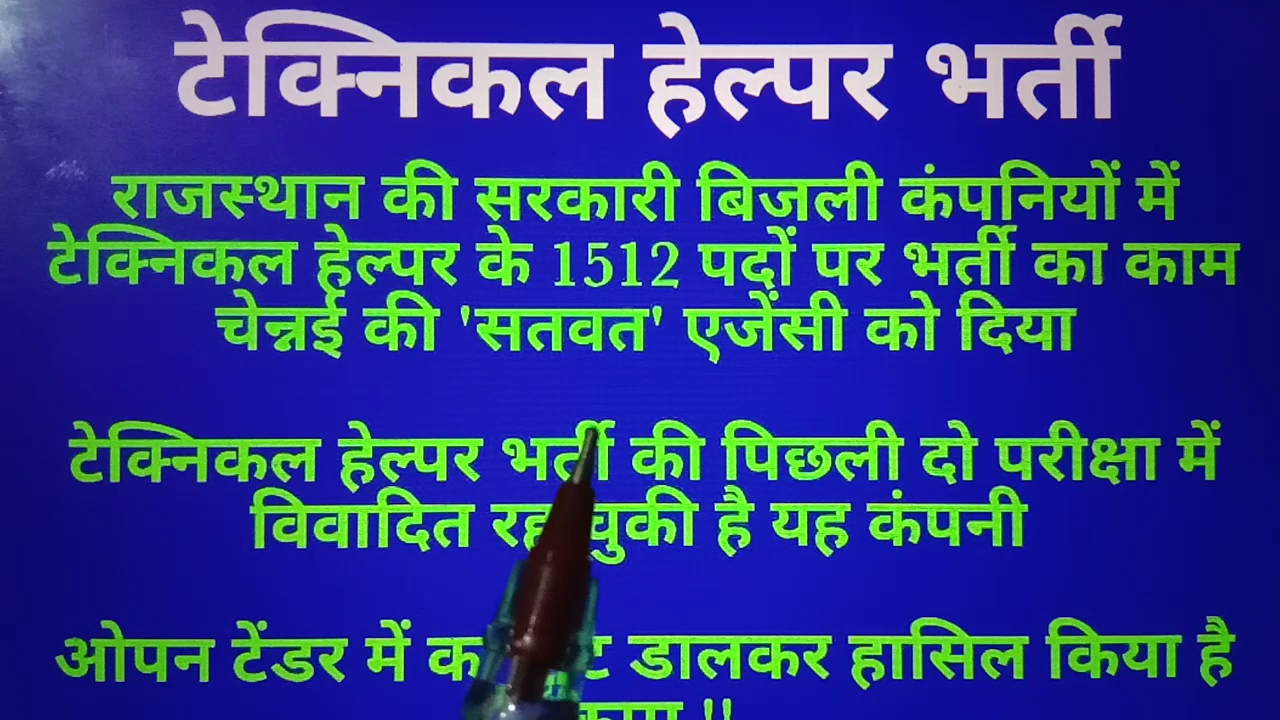 टेक्निकल हेल्पर भर्ती
राजस्थान की सरकारी बिजली कंपनियों में
टेक्निकल हेल्पर के 1512 पदों पर भर्ती का काम
चेन्नई की 'सतवत' एजेंसी को दिया
टेक्निकल हेल्पर भर्ती की पिछली दो परीक्षा में
विवादित चुकी है यह कंपनी
ओपन टेंडर में डालकर हासिल किया है
!!